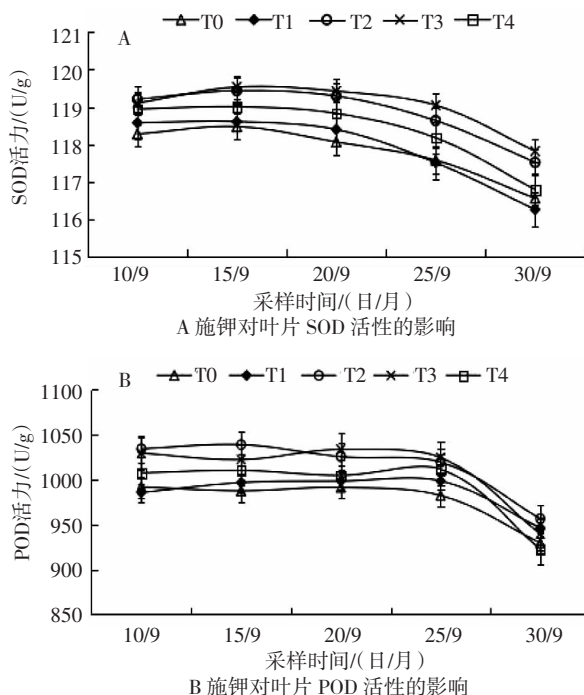 A
T0 T1 T2 T3 T4
121
120
119
118
117
116
115
SOD活力/(U/g)
10/9 15/9 20/9 25/9 30/9
采样时间/(日/月)
A 施钾对叶片 SOD 活性的影响
B
T0 T1 T2 T3 T4
1100
1050
1000
950
900
850
POD活力/(U/g)
10/9 15/9 20/9 25/9 30/9
采样时间/(日/月)
B 施钾对叶片 POD 活性的影响